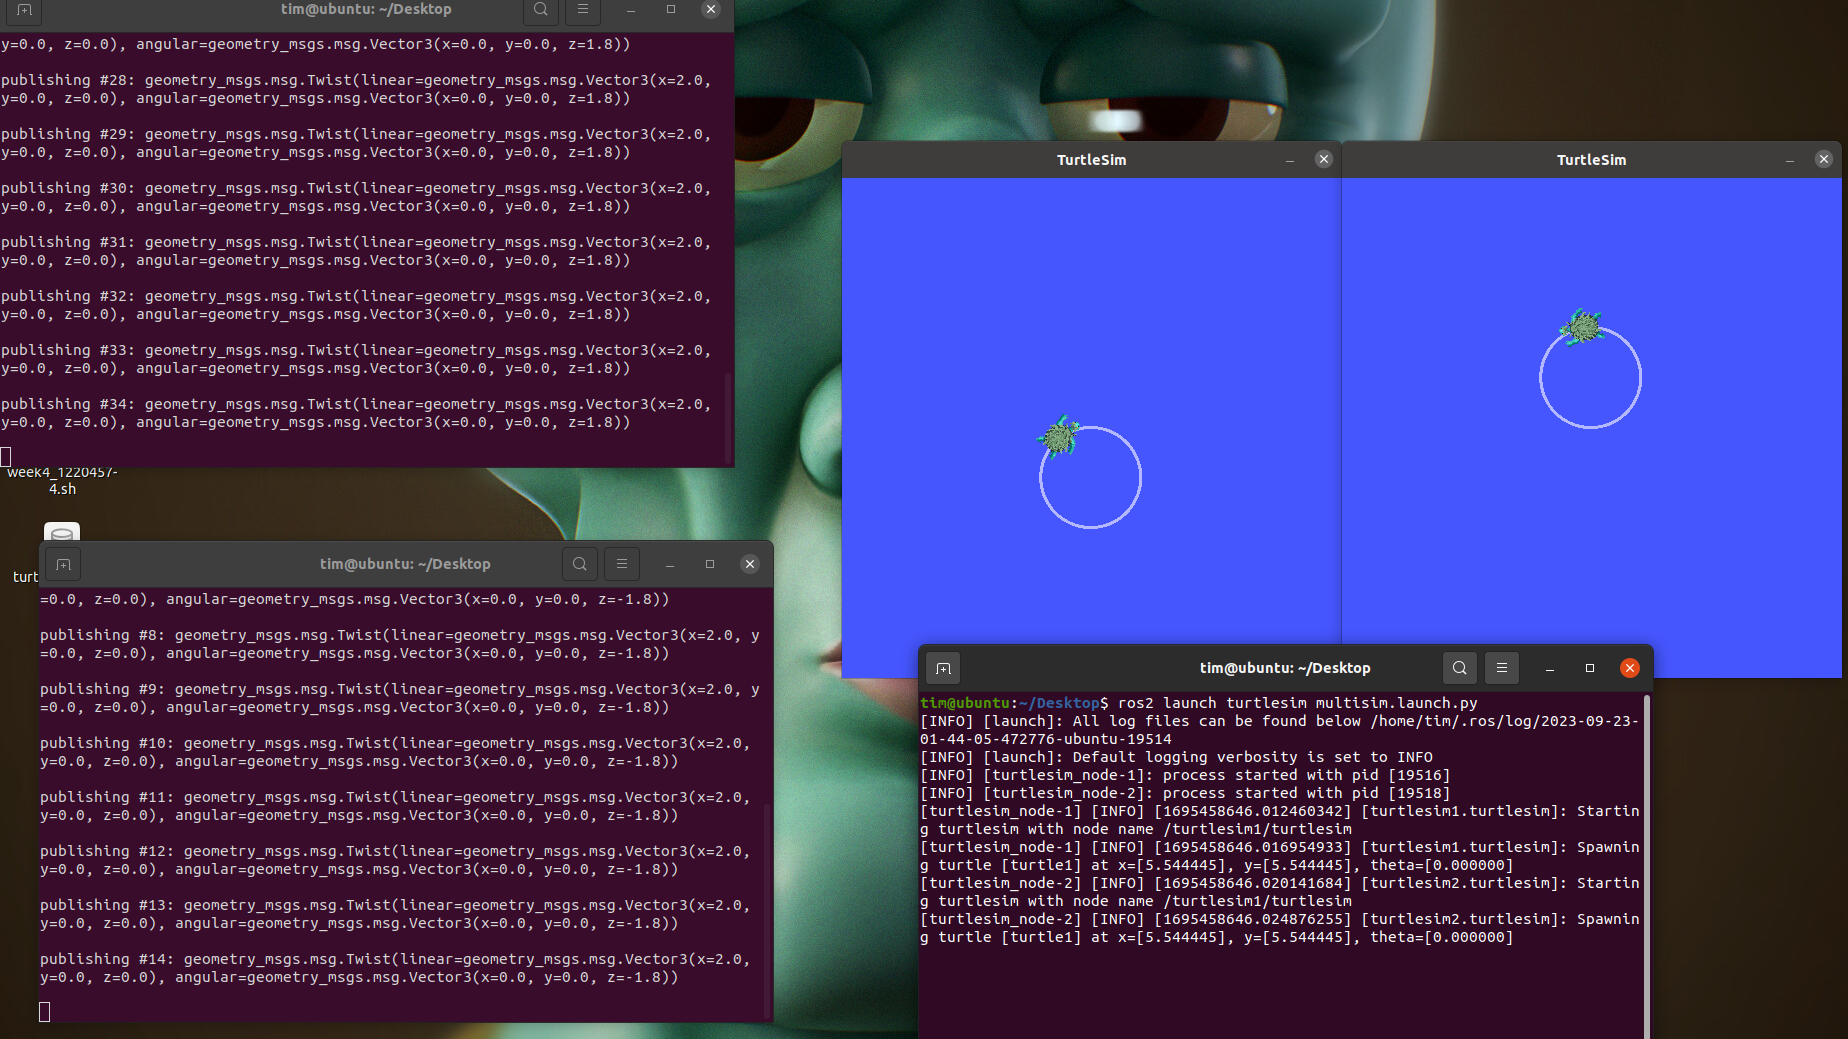 tim@ubuntu: ~/Desktop
y=0.0, z=0.0), angular=geometry_msgs.msg.Vector3(x=0.0, y=0.0, z=1.8))
publishing #28: geometry_msgs.msg.Twist(linear=geometry_msgs.msg.Vector3(x=2.0,
y=0.0, z=0.0), angular=geometry_msgs.msg.Vector3(x=0.0, y=0.0, z=1.8))
publishing #29: geometry_msgs.msg.Twist(linear=geometry_msgs.msg.Vector3(x=2.0,
y=0.0, z=0.0), angular=geometry_msgs.msg.Vector3(x=0.0, y=0.0, z=1.8))
publishing #30: geometry_msgs.msg.Twist(linear=geometry_msgs.msg.Vector3(x=2.0,
y=0.0, z=0.0), angular=geometry_msgs.msg.Vector3(x=0.0, y=0.0, z=1.8))
publishing #31: geometry_msgs.msg.Twist(linear=geometry_msgs.msg.Vector3(x=2.0,
y=0.0, z=0.0), angular=geometry_msgs.msg.Vector3(x=0.0, y=0.0, z=1.8))
publishing #32: geometry_msgs.msg.Twist(linear=geometry_msgs.msg.Vector3(x=2.0,
y=0.0, z=0.0), angular=geometry_msgs.msg.Vector3(x=0.0, y=0.0, z=1.8))
publishing #33: geometry_msgs.msg.Twist(linear=geometry_msgs.msg.Vector3(x=2.0,
y=0.0, z=0.0), angular=geometry_msgs.msg.Vector3(x=0.0, y=0.0, z=1.8))
publishing #34: geometry_msgs.msg.Twist(linear=geometry_msgs.msg.Vector3(x=2.0,
y=0.0, z=0.0), angular=geometry_msgs.msg.Vector3(x=0.0, y=0.0, z=1.8))
week4_1220457-
4.sh
turt
tim@ubuntu: ~/Desktop
=0.0, z=0.0), angular=geometry_msgs.msg.Vector3(x=0.0, y=0.0, z=-1.8))
publishing #8: geometry_msgs.msg.Twist(linear=geometry_msgs.msg.Vector3(x=2.0, y
=0.0, z=0.0), angular=geometry_msgs.msg.Vector3(x=0.0, y=0.0, z=-1.8))
publishing #9: geometry_msgs.msg.Twist(linear=geometry_msgs.msg.Vector3(x=2.0, y
=0.0, z=0.0), angular=geometry_msgs.msg.Vector3(x=0.0, y=0.0, z=-1.8))
publishing #10: geometry_msgs.msg.Twist(linear=geometry_msgs.msg.Vector3(x=2.0,
y=0.0, z=0.0), angular=geometry_msgs.msg.Vector3(x=0.0, y=0.0, z=-1.8))
publishing #11: geometry_msgs.msg.Twist(linear=geometry_msgs.msg.Vector3(x=2.0,
y=0.0, z=0.0), angular=geometry_msgs.msg.Vector3(x=0.0, y=0.0, z=-1.8))
publishing #12: geometry_msgs.msg.Twist(linear=geometry_msgs.msg.Vector3(x=2.0,
y=0.0, z=0.0), angular=geometry_msgs.msg.Vector3(x=0.0, y=0.0, z=-1.8))
publishing #13: geometry_msgs.msg.Twist(linear=geometry_msgs.msg.Vector3(x=2.0,
y=0.0, z=0.0), angular=geometry_msgs.msg.Vector3(x=0.0, y=0.0, z=-1.8))
publishing #14: geometry_msgs.msg.Twist(linear=geometry_msgs.msg.Vector3(x=2.0,
y=0.0, z=0.0), angular=geometry_msgs.msg.Vector3(x=0.0, y=0.0, z=-1.8))
TurtleSim
TurtleSim
tim@ubuntu: ~/Desktop
tim@ubuntu:~/Desktop$ ros2 launch turtlesim multisim.launch.py
[INFO] [launch]: All log files can be found below /home/tim/.ros/log/2023-09-23-
01-44-05-472776-ubuntu-19514
[INFO] [launch]: Default logging verbosity is set to INFO
[INFO] [turtlesim_node-1]: process started with pid [19516]
[INFO] [turtlesim_node-2]: process started with pid [19518]
[turtlesim_node-1] [INFO] [1695458646.012460342] [turtlesim1.turtlesim]: Startin
g turtlesim with node name /turtlesim1/turtlesim
[turtlesim_node-1] [INFO] [1695458646.016954933] [turtlesim1.turtlesim]: Spawnin
g turtle [turtle1] at x=[5.544445], y=[5.544445], theta=[0.000000]
[turtlesim_node-2] [INFO] [1695458646.020141684] [turtlesim2.turtlesim]: Startin
g turtlesim with node name /turtlesim1/turtlesim
[turtlesim_node-2] [INFO] [1695458646.024876255] [turtlesim2.turtlesim]: Spawnin
g turtle [turtle1] at x=[5.544445], y=[5.544445], theta=[0.000000]